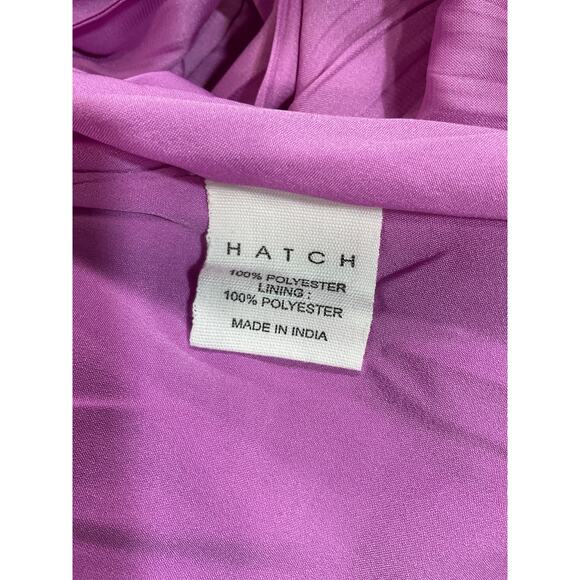 HATCH
100% POLYESTER
LINING :
100% POLYESTER
MADE IN INDIA